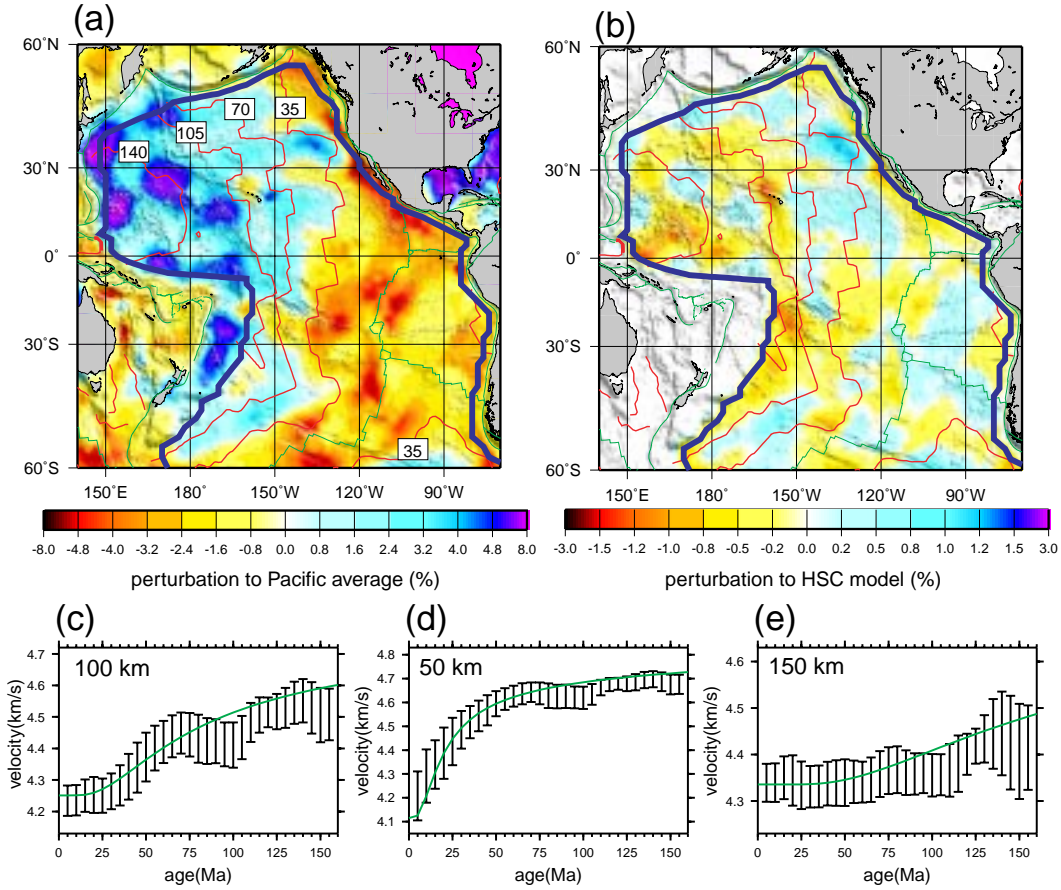 (a)
(b)
60°N
30°N
0°
30°S
60°S
70
35
105
140
35
150°E
180°
150°W
120°W
90°W
60°N
30°N
0°
30°S
60°S
150°E
180°
150°W
120°W
90°W
-8.0 -4.8 -4.0 -3.2 -2.4 -1.6 -0.8 0.0 0.8 1.6 2.4 3.2 4.0 4.8 8.0
perturbation to Pacific average (%)
-3.0 -1.5 -1.2 -1.0 -0.8 -0.5 -0.2 0.0 0.2 0.5 0.8 1.0 1.2 1.5 3.0
perturbation to HSC model (%)
(c)
100 km
velocity(km/s)
4.7
4.6
4.5
4.4
4.3
4.2
0 25 50 75 100 125 150
age(Ma)
(d)
50 km
velocity(km/s)
4.8
4.7
4.6
4.5
4.4
4.3
4.2
4.1
0 25 50 75 100 125 150
age(Ma)
(e)
150 km
velocity(km/s)
4.6
4.5
4.4
4.3
0 25 50 75 100 125 150
age(Ma)